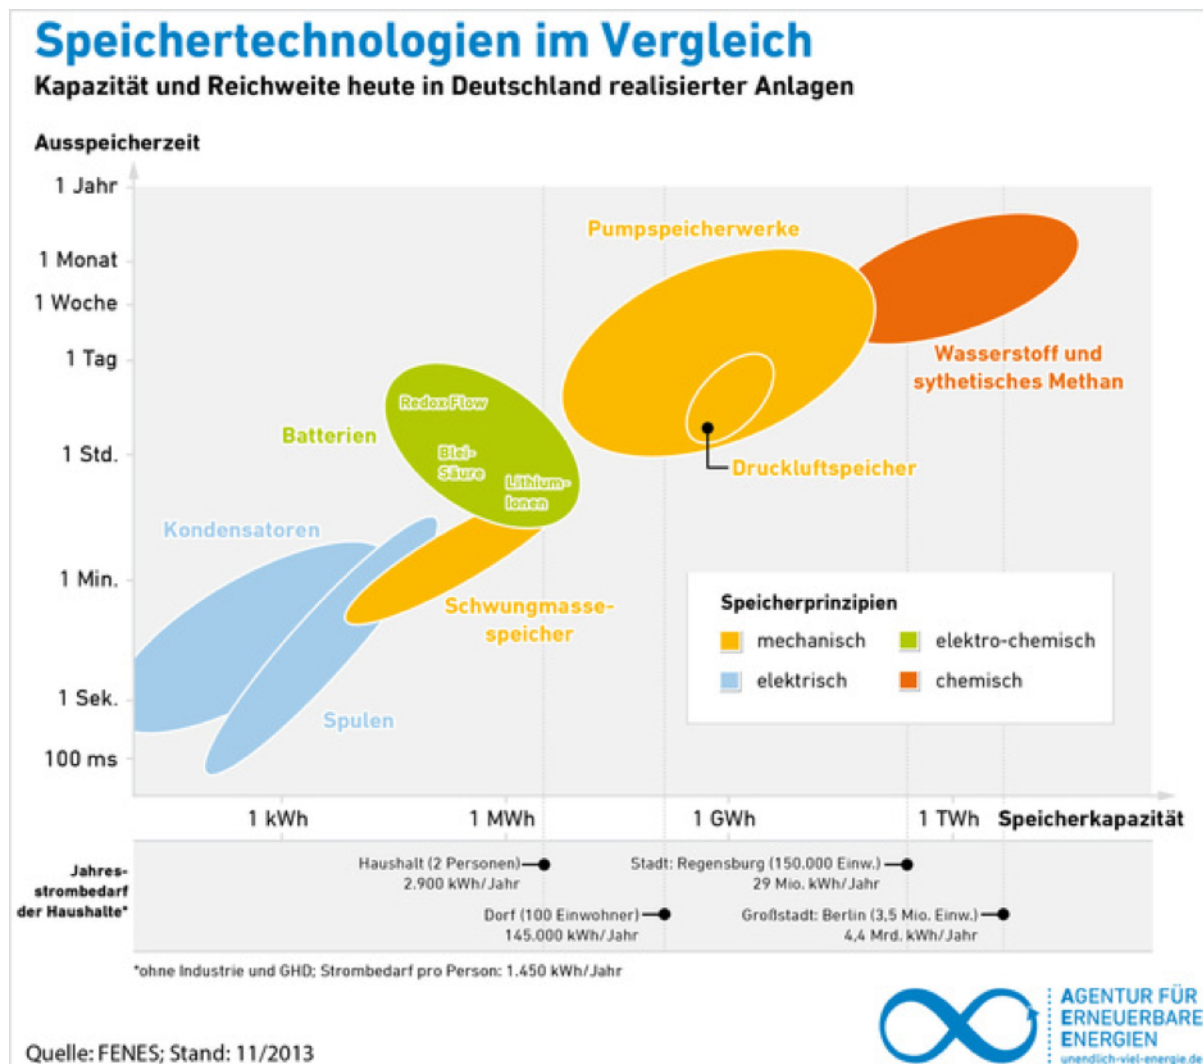 Speichertechnologien im Vergleich
Kapazität und Reichweite heute in Deutschland realisierter Anlagen
Ausspeicherzeit
1 Jahr
1 Monat
1 Woche
1 Tag
1 Std.
1 Min.
1 Sek.
100 ms
Pumpspeicherwerke
Wasserstoff und
sythetisches Methan
Redox Flow
Batterien
Blei-
Säure
Lithium-
Ionen
Druckluftspeicher
Kondensatoren
Schwungmasse-
speicher
Spulen
Speicherprinzipien
mechanisch
elektro-chemisch
elektrisch
chemisch
1 kWh
1 MWh
1 GWh
1 TWh
Speicherkapazität
Jahres-
strombedarf
der Haushalte*
Haushalt (2 Personen)
2.900 kWh/Jahr
Stadt: Regensburg (150.000 Einw.)
29 Mio. kWh/Jahr
Dorf (100 Einwohner)
145.000 kWh/Jahr
Großstadt: Berlin (3,5 Mio. Einw.)
4,4 Mrd. kWh/Jahr
*ohne Industrie und GHD; Strombedarf pro Person: 1.450 kWh/Jahr
AGENTUR FÜR
ERNEUERBARE
ENERGIEN
unendlich-viel-energie.de
Quelle: FENES; Stand: 11/2013